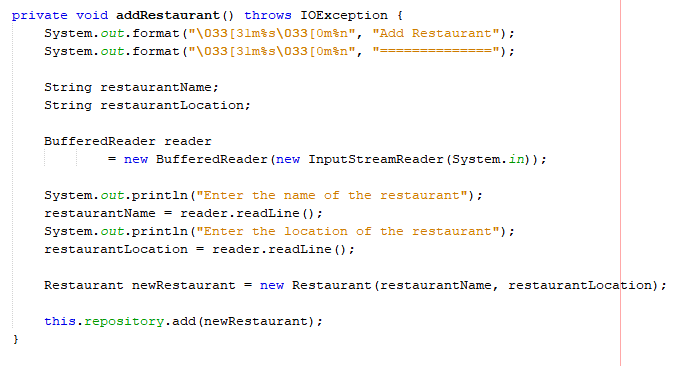 private void addRestaurant() throws IOException {
    System.out.format("\033[31m%s\033[0m%n", "Add Restaurant");
    System.out.format("\033[31m%s\033[0m%n", "==============");
    String restaurantName;
    String restaurantLocation;
    BufferedReader reader
            = new BufferedReader(new InputStreamReader(System.in));
    System.out.println("Enter the name of the restaurant");
    restaurantName = reader.readLine();
    System.out.println("Enter the location of the restaurant");
    restaurantLocation = reader.readLine();
    Restaurant newRestaurant = new Restaurant(restaurantName, restaurantLocation);
    this.repository.add(newRestaurant);
}